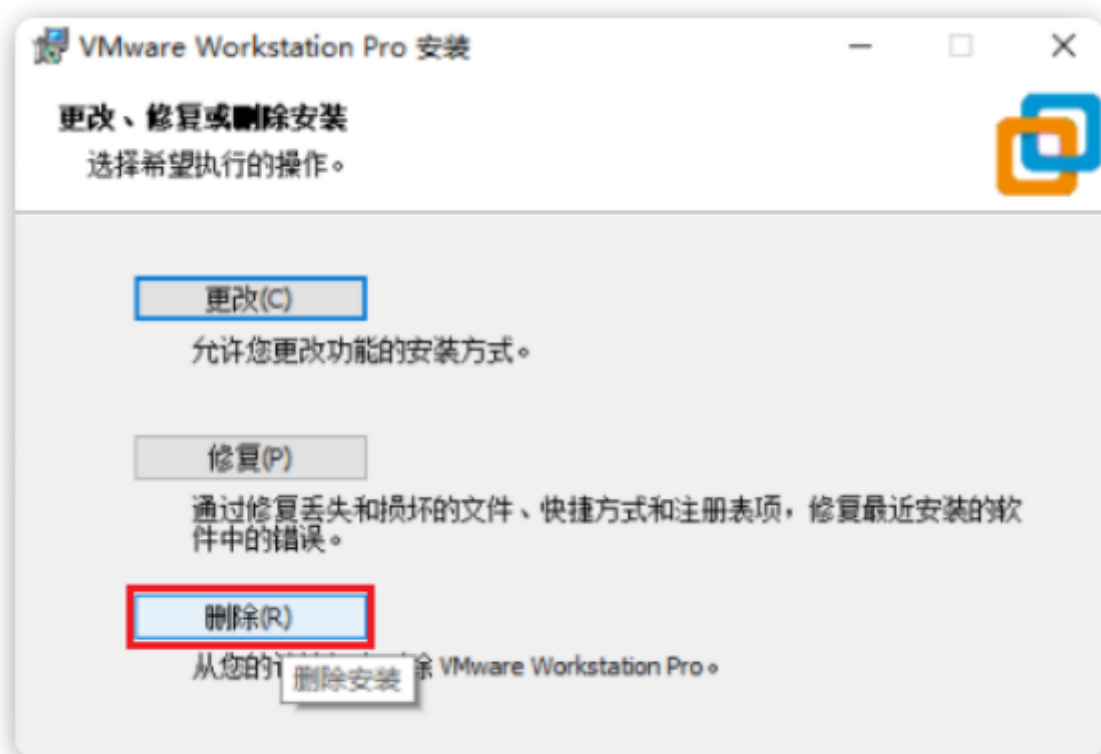 VMware Workstation Pro 安装
更改、修复或删除安装
选择希望执行的操作。
更改(C)
允许您更改功能的安装方式。
修复(P)
通过修复丢失和损坏的文件、快捷方式和注册表项，修复最近安装的软
件中的错误。
删除(R)
从您的 除 VMware Workstation Pro。
删除安装